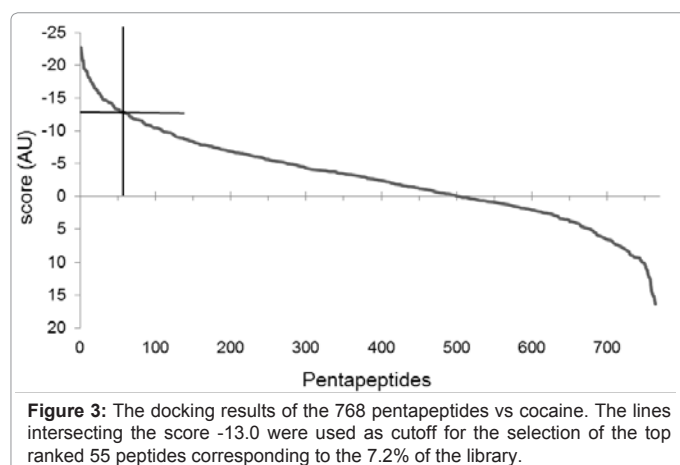 -25
-20
-15
-10
-5
0
5
10
15
20
score (AU)
0 100 200 300 400 500 600 700
Pentapeptides
Figure 3: The docking results of the 768 pentapeptides vs cocaine. The lines
intersecting the score -13.0 were used as cutoff for the selection of the top
ranked 55 peptides corresponding to the 7.2% of the library.